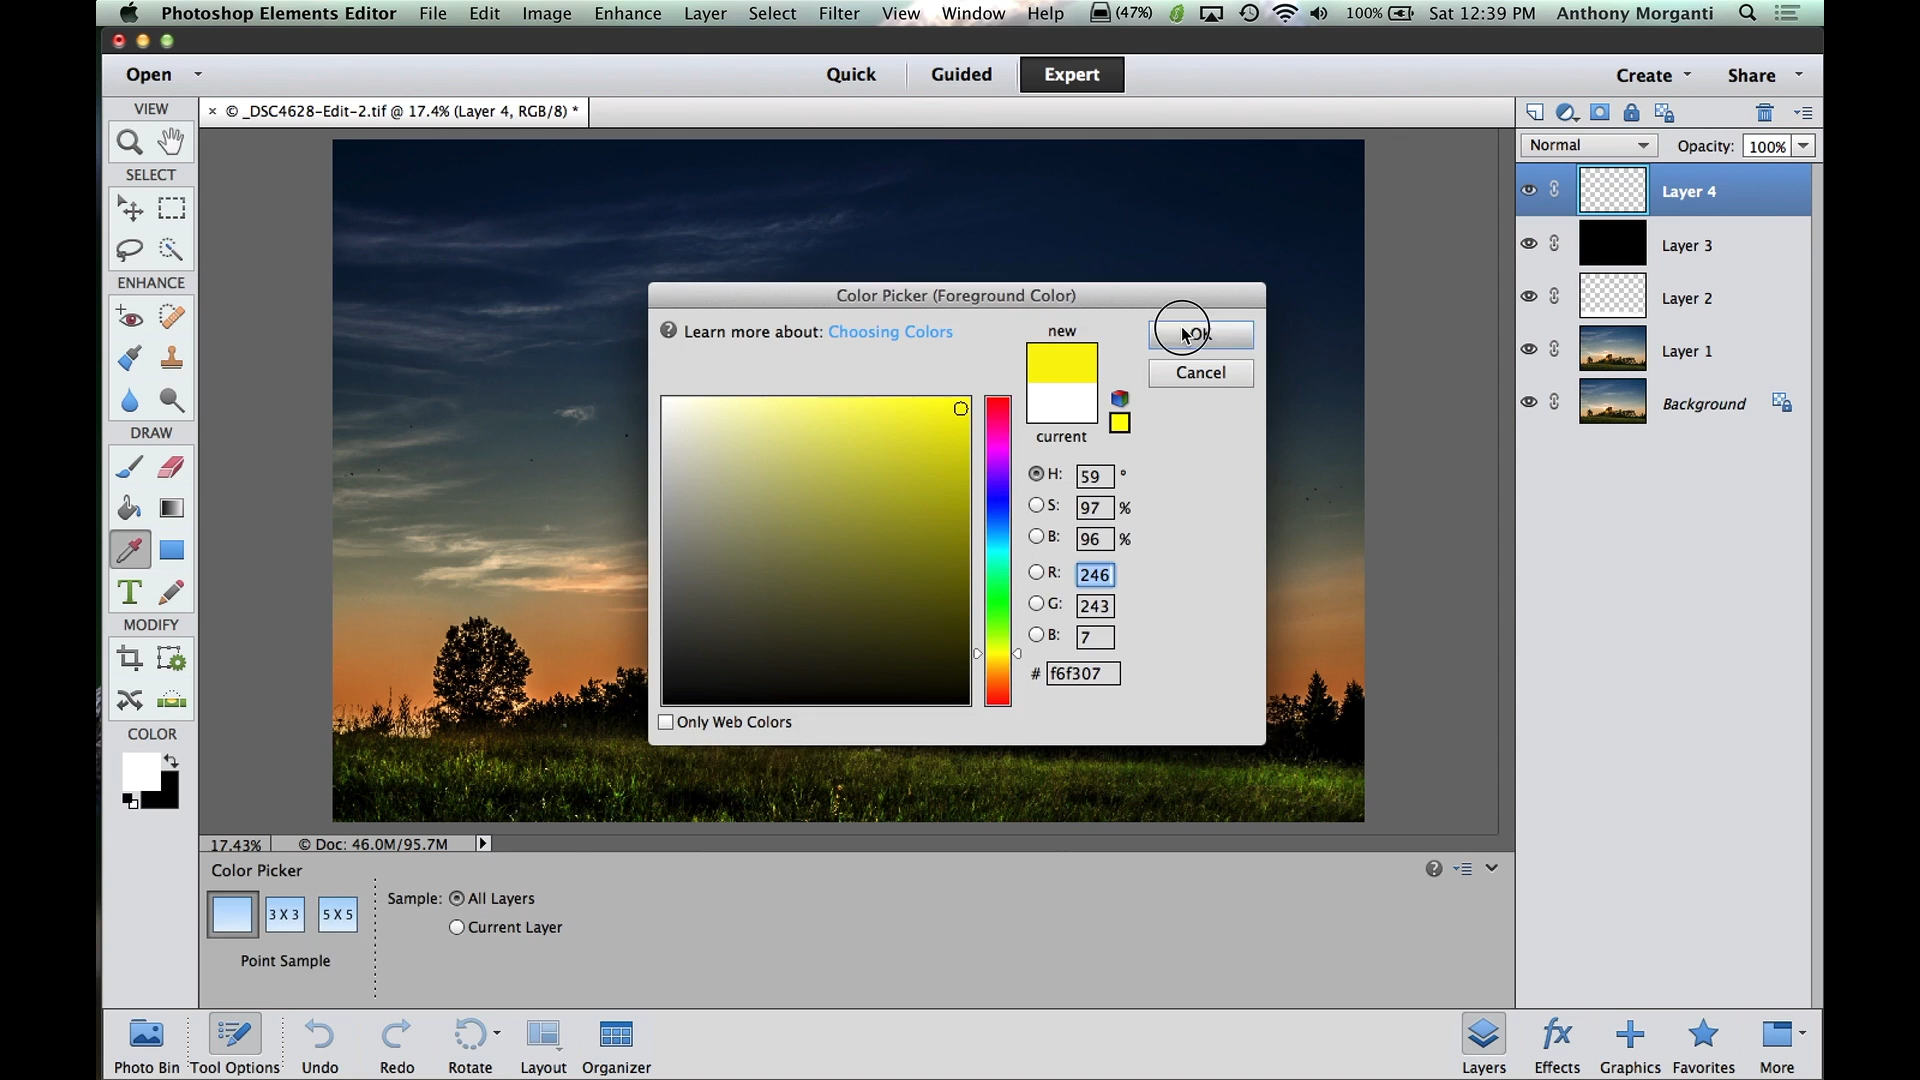 Photoshop Elements Editor File Edit Image Enhance Layer Select Filter View Window Help (47%) 100% Sat 12:39 PM Anthony Morganti
Open Quick Guided Expert Create Share
VIEW
× © _DSC4628-Edit-2.tif @ 17.4% (Layer 4, RGB/8) *
Normal Opacity: 100%
SELECT
Layer 4
Layer 3
ENHANCE
Layer 2
Color Picker (Foreground Color)
Learn more about: Choosing Colors
new
OK
Layer 1
Cancel
Background
DRAW
current
H: 59 °
S: 97 %
B: 96 %
R: 246
G: 243
T
MODIFY
B: 7
# f6f307
Only Web Colors
COLOR
17.43% © Doc: 46.0M/95.7M
Color Picker
Sample: All Layers
3 X 3 5 X 5
Current Layer
Point Sample
fx
Photo Bin Tool Options Undo Redo Rotate Layout Organizer Layers Effects Graphics Favorites More